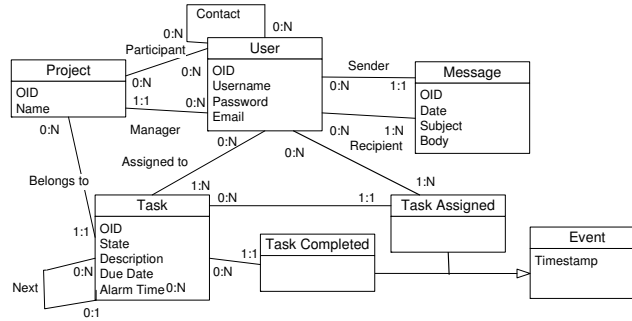 Contact
0:N
0:N
Participant
User
OID
Username
Password
Email
Project
OID
Name
0:N
0:N
1:1
0:N
Manager
Sender
0:N
1:1
Message
OID
Date
Subject
Body
0:N
1:N
Recipient
0:N
Belongs to
1:1
Assigned to
0:N
1:N
0:N
1:N
Task
OID
State
Description
Due Date
Alarm Time
0:N
1:1
Task Assigned
Task Completed
1:1
0:N
0:N
Next
0:1
0:N
Event
Timestamp